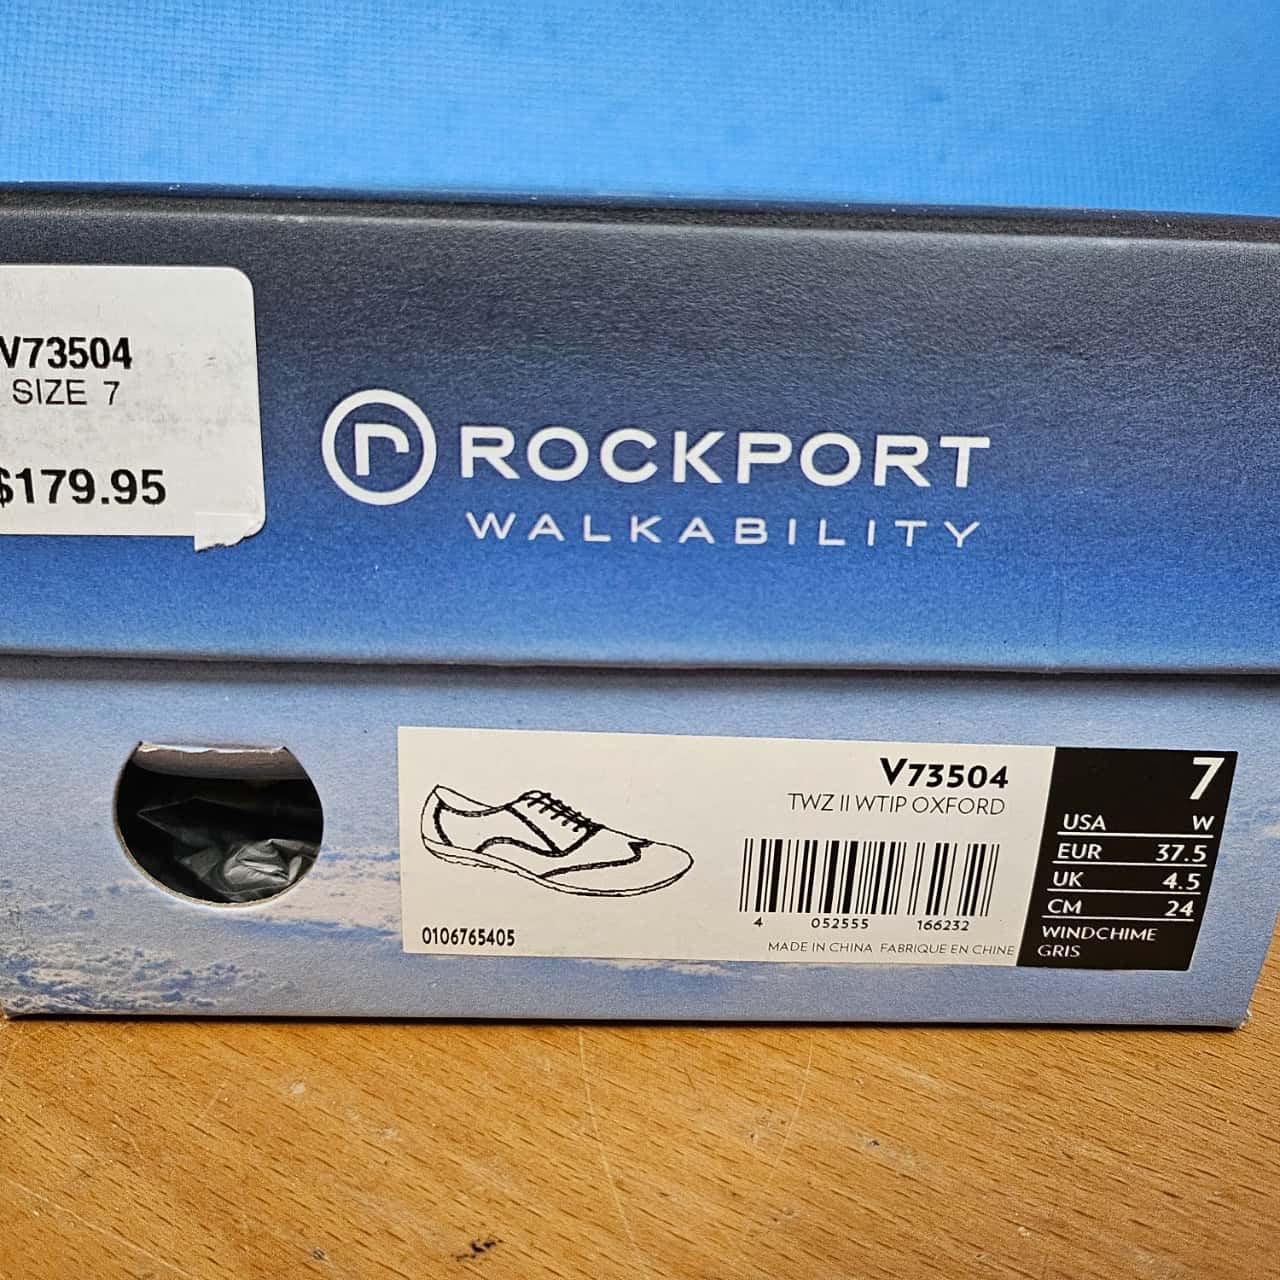 V73504
SIZE 7
$179.95
r ROCKPORT
WALKABILITY
V73504
TWZ II WTIP OXFORD
4 052555 166232
0106765405
MADE IN CHINA FABRIQUE EN CHINE
7
USA W
EUR 37.5
UK 4.5
CM 24
WINDCHIME
GRIS